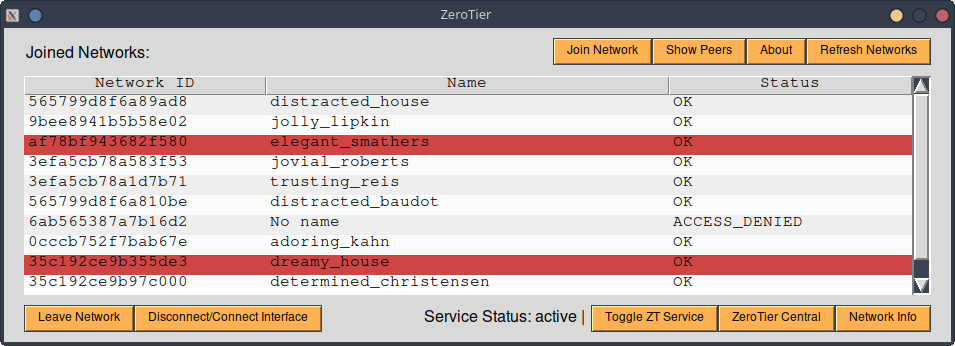 ZeroTier
Joined Networks: Join Network Show Peers About Refresh Networks
Network ID Name Status
565799d8f6a89ad8 distracted_house OK
9bee8941b5b58e02 jolly_lipkin OK
af78bf943682f580 elegant_smathers OK
3efa5cb78a583f53 jovial_roberts OK
3efa5cb78a1d7b71 trusting_reis OK
565799d8f6a810be distracted_baudot OK
6ab565387a7b16d2 No name ACCESS_DENIED
0cccb752f7bab67e adoring_kahn OK
35c192ce9b355de3 dreamy_house OK
35c192ce9b97c000 determined_christensen OK
Leave Network Disconnect/Connect Interface Service Status: active | Toggle ZT Service ZeroTier Central Network Info